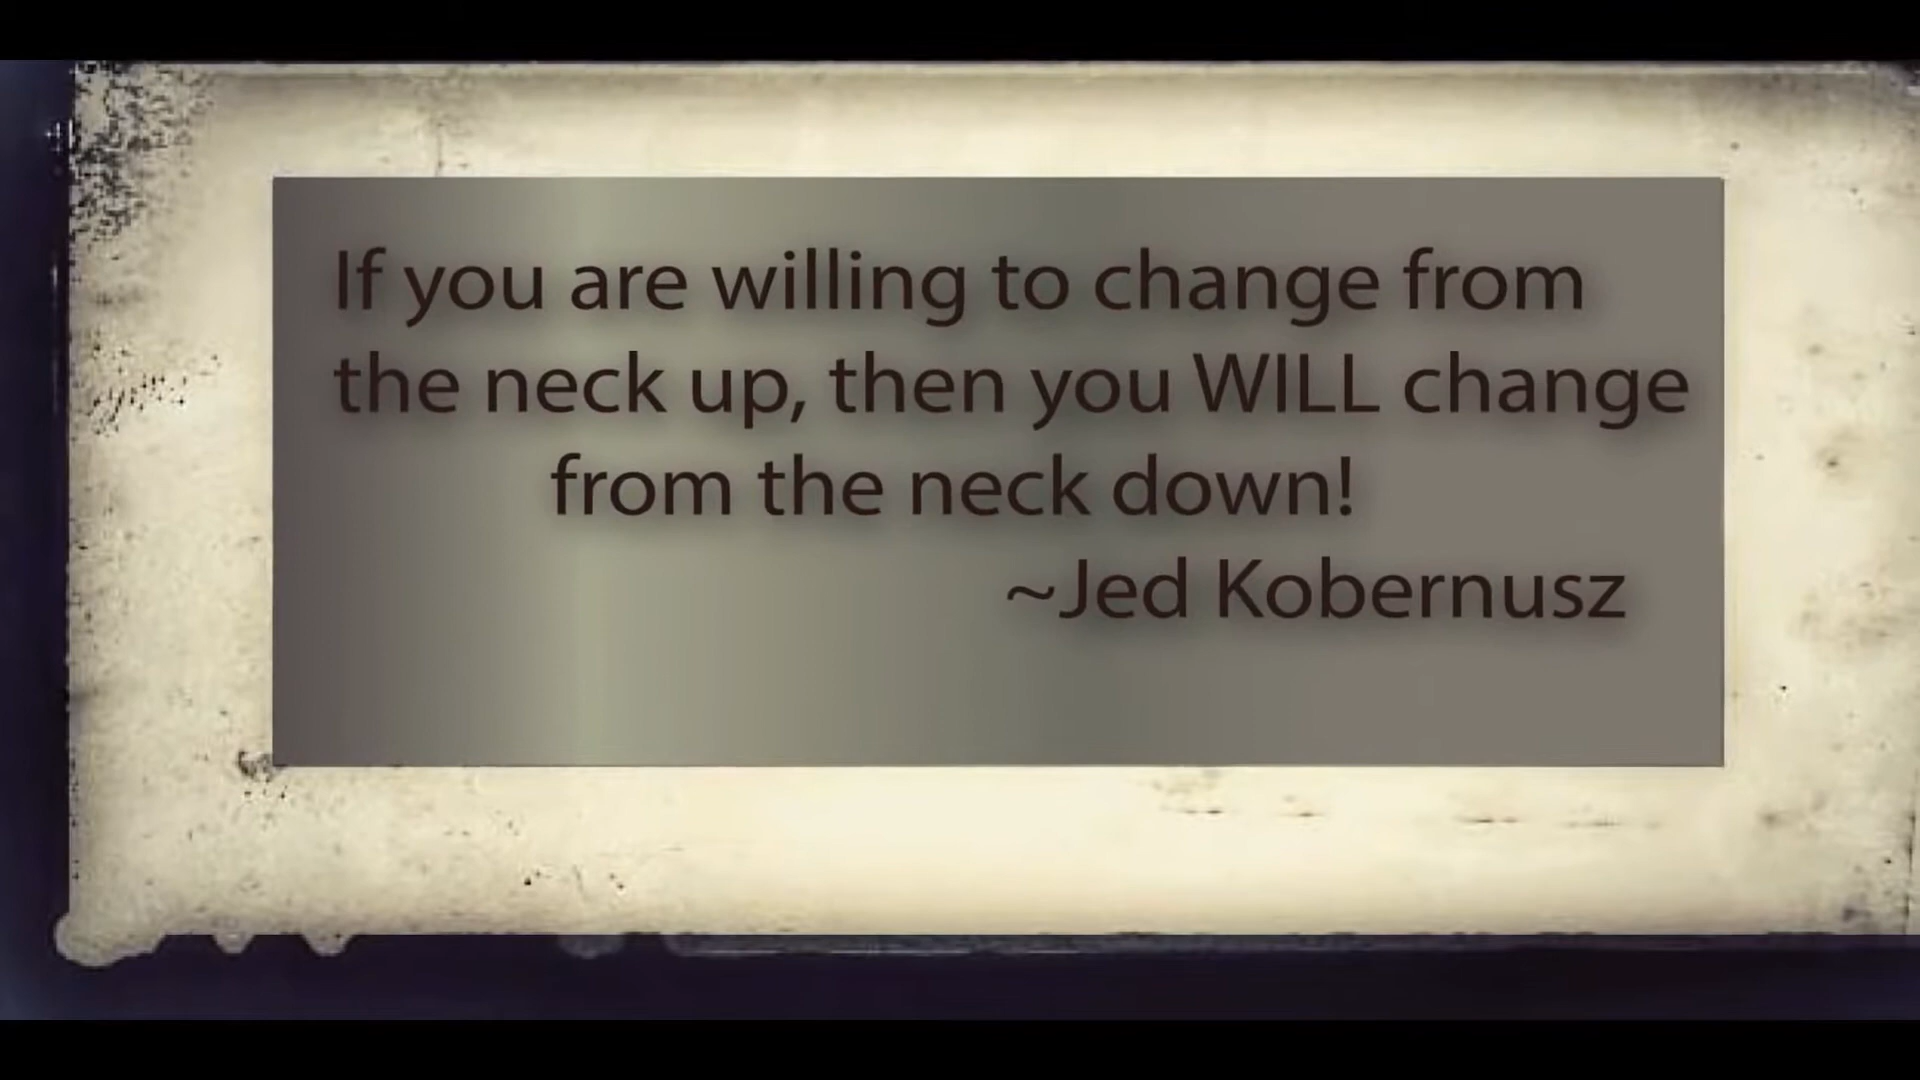 If you are willing to change from
the neck up, then you WILL change
from the neck down!
~Jed Kobernusz